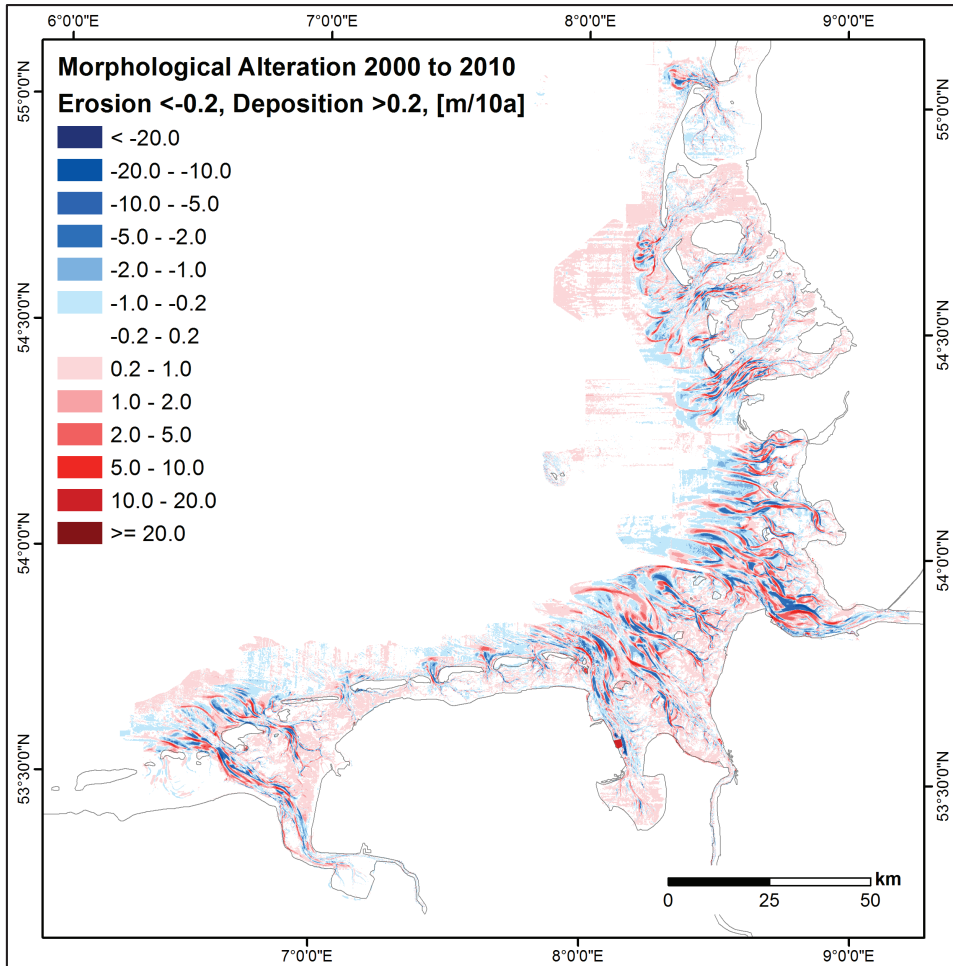 6°0'0"E 7°0'0"E 8°0'0"E 9°0'0"E
Morphological Alteration 2000 to 2010
Erosion <-0.2, Deposition >0.2, [m/10a]
< -20.0
-20.0 - -10.0
-10.0 - -5.0
-5.0 - -2.0
-2.0 - -1.0
-1.0 - -0.2
-0.2 - 0.2
0.2 - 1.0
1.0 - 2.0
2.0 - 5.0
5.0 - 10.0
10.0 - 20.0
>= 20.0
55°0'0"N
54°30'0"N
54°0'0"N
53°30'0"N
55°0'0"N
54°30'0"N
54°0'0"N
53°30'0"N
km
0 25 50
7°0'0"E 8°0'0"E 9°0'0"E